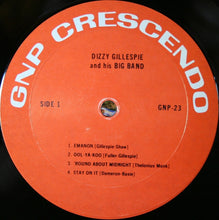 GNP CRESCENDO
DIZZY GILLESPIE
and his BIG BAND
SIDE 1
GNP-23
1 EMANON (Gillespie-Shaw)
2 OOL-YA-KOO (Fuller-Gillespie)
3 'ROUND ABOUT MIDNIGHT (Thelonius Monk)
4 STAY ON IT (Dameron-Basie)